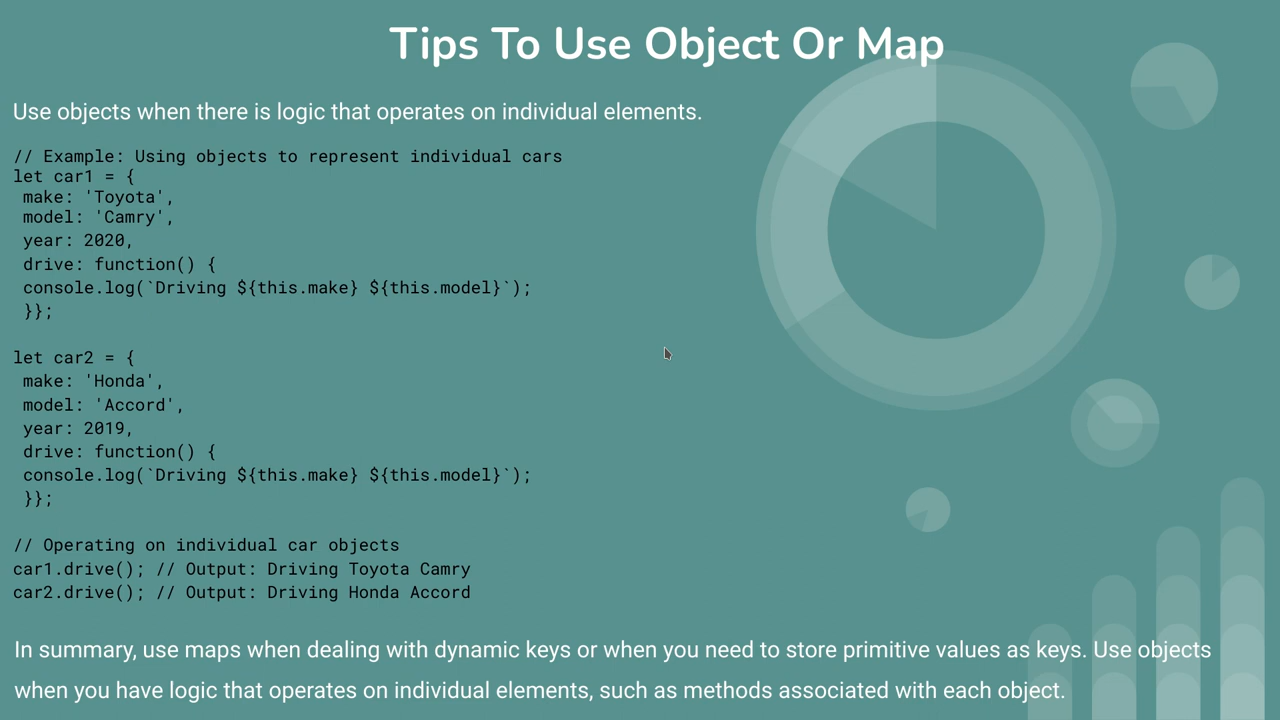 Tips To Use Object Or Map
Use objects when there is logic that operates on individual elements.
// Example: Using objects to represent individual cars
let car1 = {
 make: 'Toyota',
 model: 'Camry',
 year: 2020,
 drive: function() {
 console.log(`Driving ${this.make} ${this.model}`);
 }};
let car2 = {
 make: 'Honda',
 model: 'Accord',
 year: 2019,
 drive: function() {
 console.log(`Driving ${this.make} ${this.model}`);
 }};
// Operating on individual car objects
car1.drive(); // Output: Driving Toyota Camry
car2.drive(); // Output: Driving Honda Accord
In summary, use maps when dealing with dynamic keys or when you need to store primitive values as keys. Use objects
when you have logic that operates on individual elements, such as methods associated with each object.